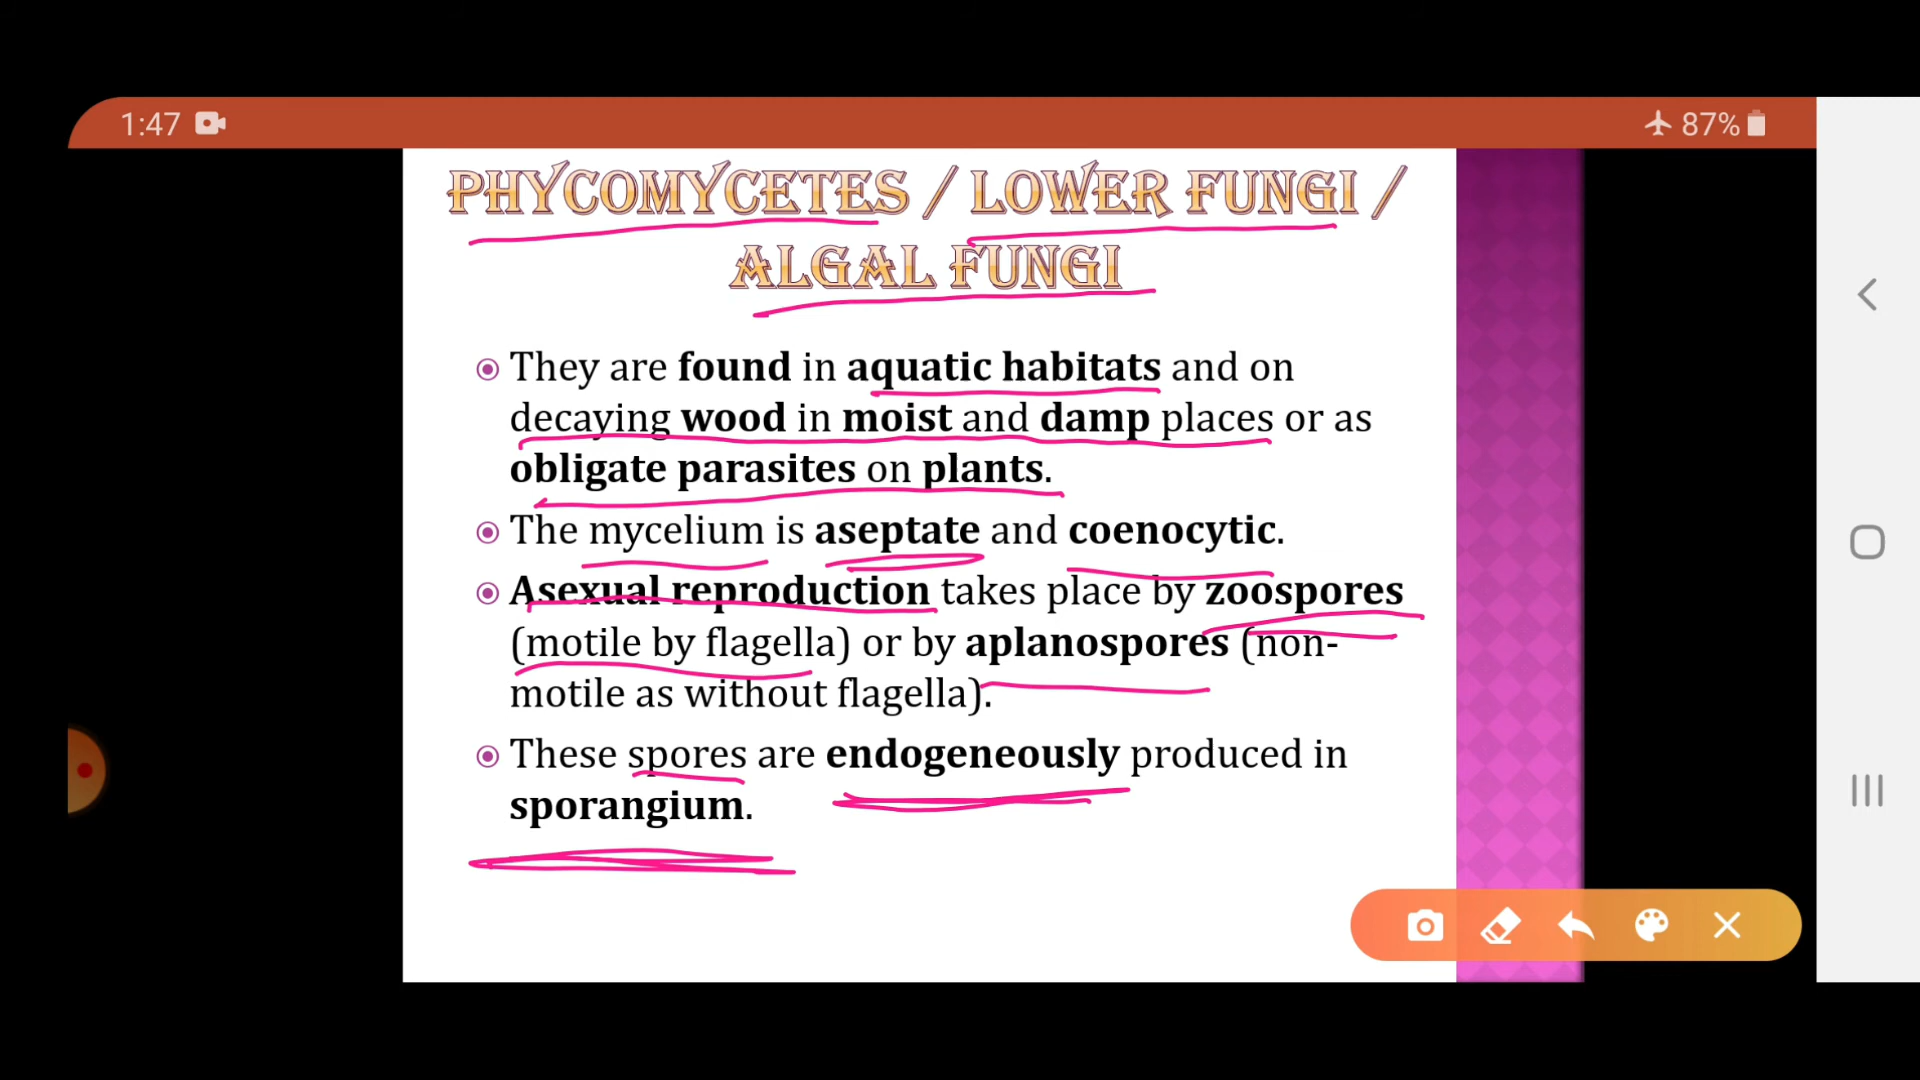 1:47
87%
PHYCOMYCETES / LOWER FUNGI /
ALGAL FUNGI
They are found in aquatic habitats and on
decaying wood in moist and damp places or as
obligate parasites on plants.
The mycelium is aseptate and coenocytic.
Asexual reproduction takes place by zoospores
(motile by flagella) or by aplanospores (non-
motile as without flagella).
These spores are endogeneously produced in
sporangium.